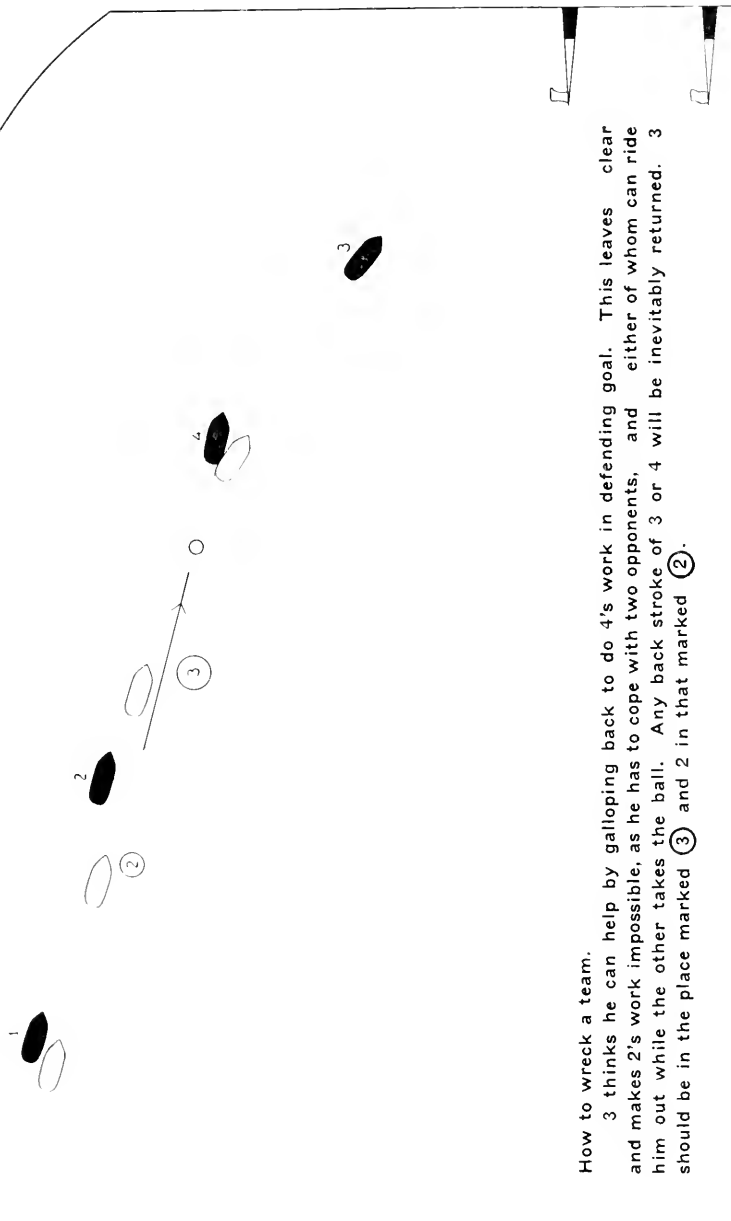 1
2
②
③
4
3
How to wreck a team.
3 thinks he can help by galloping back to do 4's work in defending goal. This leaves clear
and makes 2's work impossible, as he has to cope with two opponents, and either of whom can ride
him out while the other takes the ball. Any back stroke of 3 or 4 will be inevitably returned. 3
should be in the place marked ③ and 2 in that marked ②.